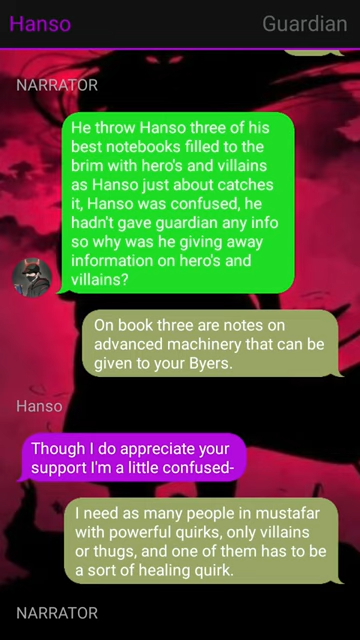 Hanso
Guardian
NARRATOR
He throw Hanso three of his
best notebooks filled to the
brim with hero's and villains
as Hanso just about catches
it, Hanso was confused, he
hadn't gave guardian any info
so why was he giving away
information on hero's and
villains?
On book three are notes on
advanced machinery that can be
given to your Byers.
Hanso
Though I do appreciate your
support I'm a little confused-
I need as many people in mustafar
with powerful quirks, only villains
or thugs, and one of them has to be
a sort of healing quirk.
NARRATOR